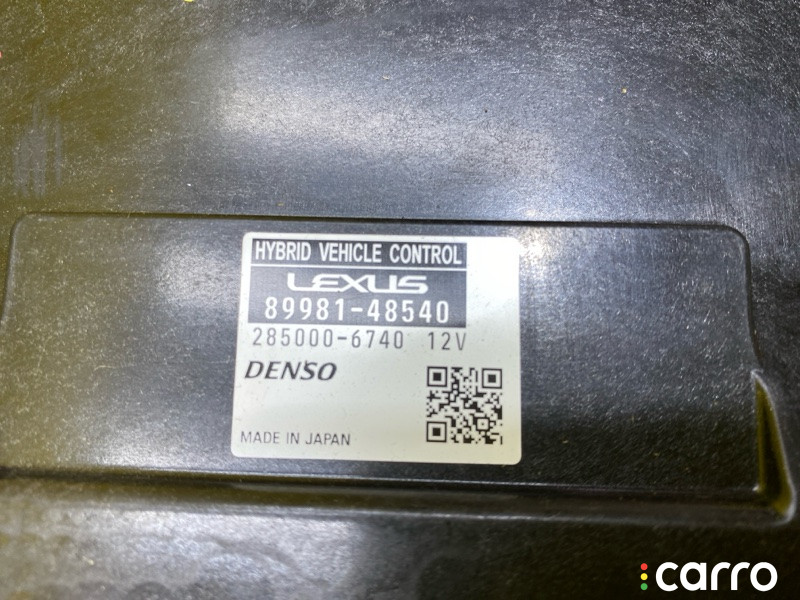 HYBRID VEHICLE CONTROL
LEXUS
89981-48540
285000-6740 12V
DENSO
MADE IN JAPAN
carro